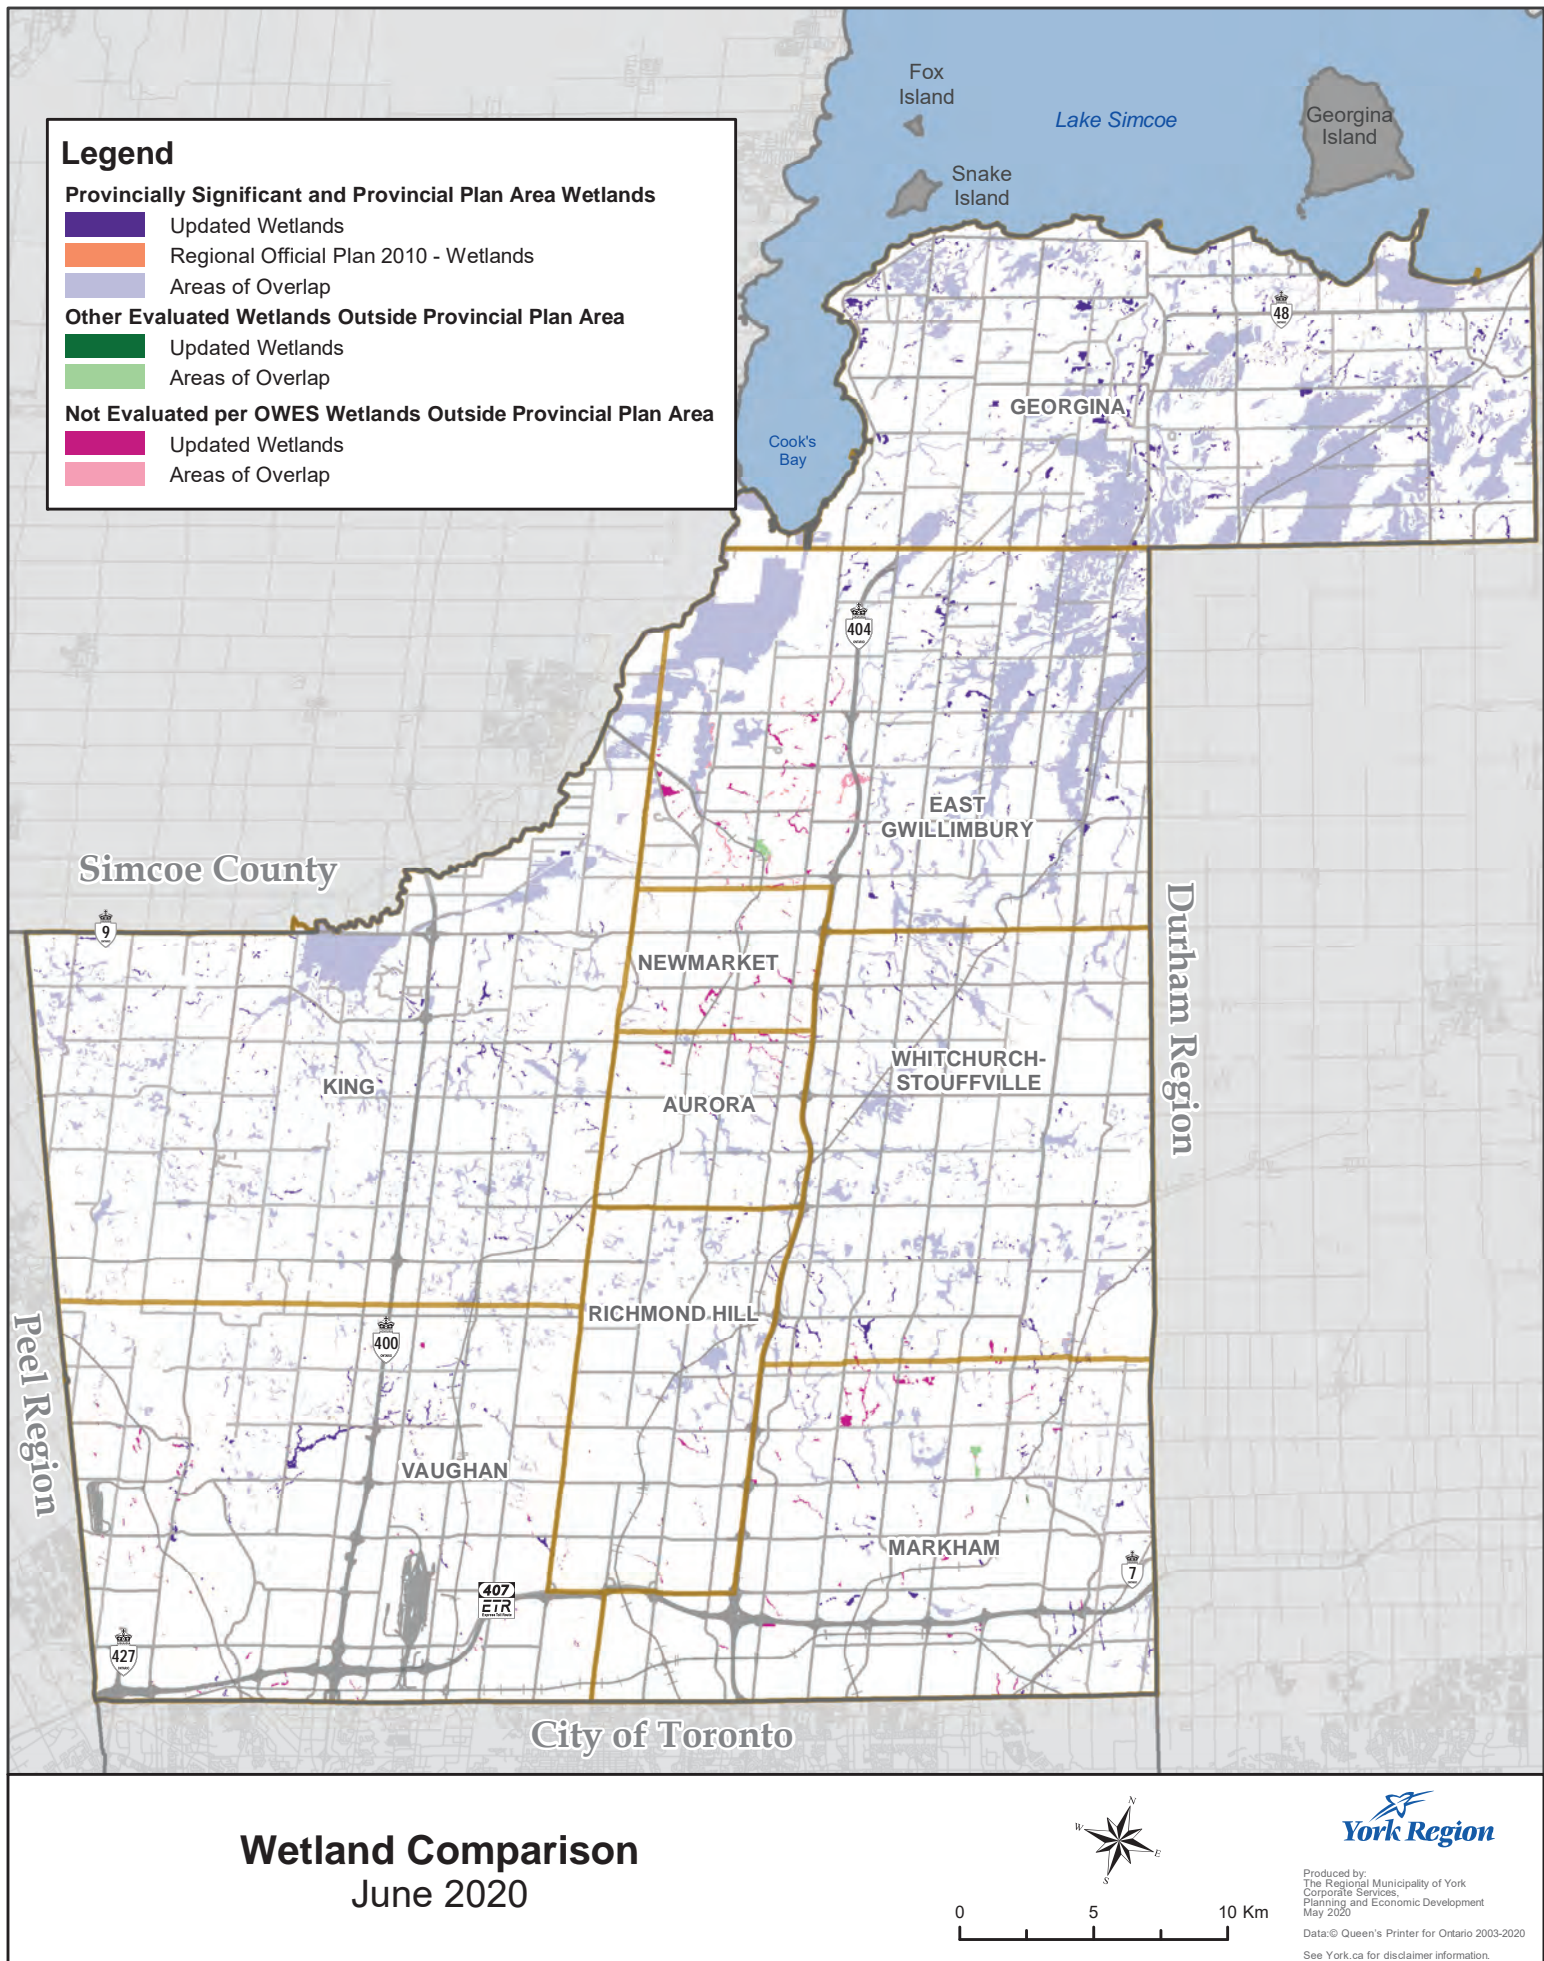 Legend
Provincially Significant and Provincial Plan Area Wetlands
Updated Wetlands
Regional Official Plan 2010 - Wetlands
Areas of Overlap
Other Evaluated Wetlands Outside Provincial Plan Area
Updated Wetlands
Areas of Overlap
Not Evaluated per OWES Wetlands Outside Provincial Plan Area
Updated Wetlands
Areas of Overlap
Fox
Island
Lake Simcoe
Georgina
Island
Snake
Island
48
GEORGINA
Cook's
Bay
404
EAST
GWILLIMBURY
Simcoe County
Durham Region
9
NEWMARKET
WHITCHURCH-
STOUFFVILLE
KING
AURORA
RICHMOND HILL
Peel Region
400
VAUGHAN
MARKHAM
7
407
ETR
Express Toll Route
427
City of Toronto
Wetland Comparison
June 2020
N
W
E
S
0 5 10 Km
York Region
Produced by:
The Regional Municipality of York
Corporate Services,
Planning and Economic Development
May 2020
Data:© Queen's Printer for Ontario 2003-2020
See York.ca for disclaimer information.